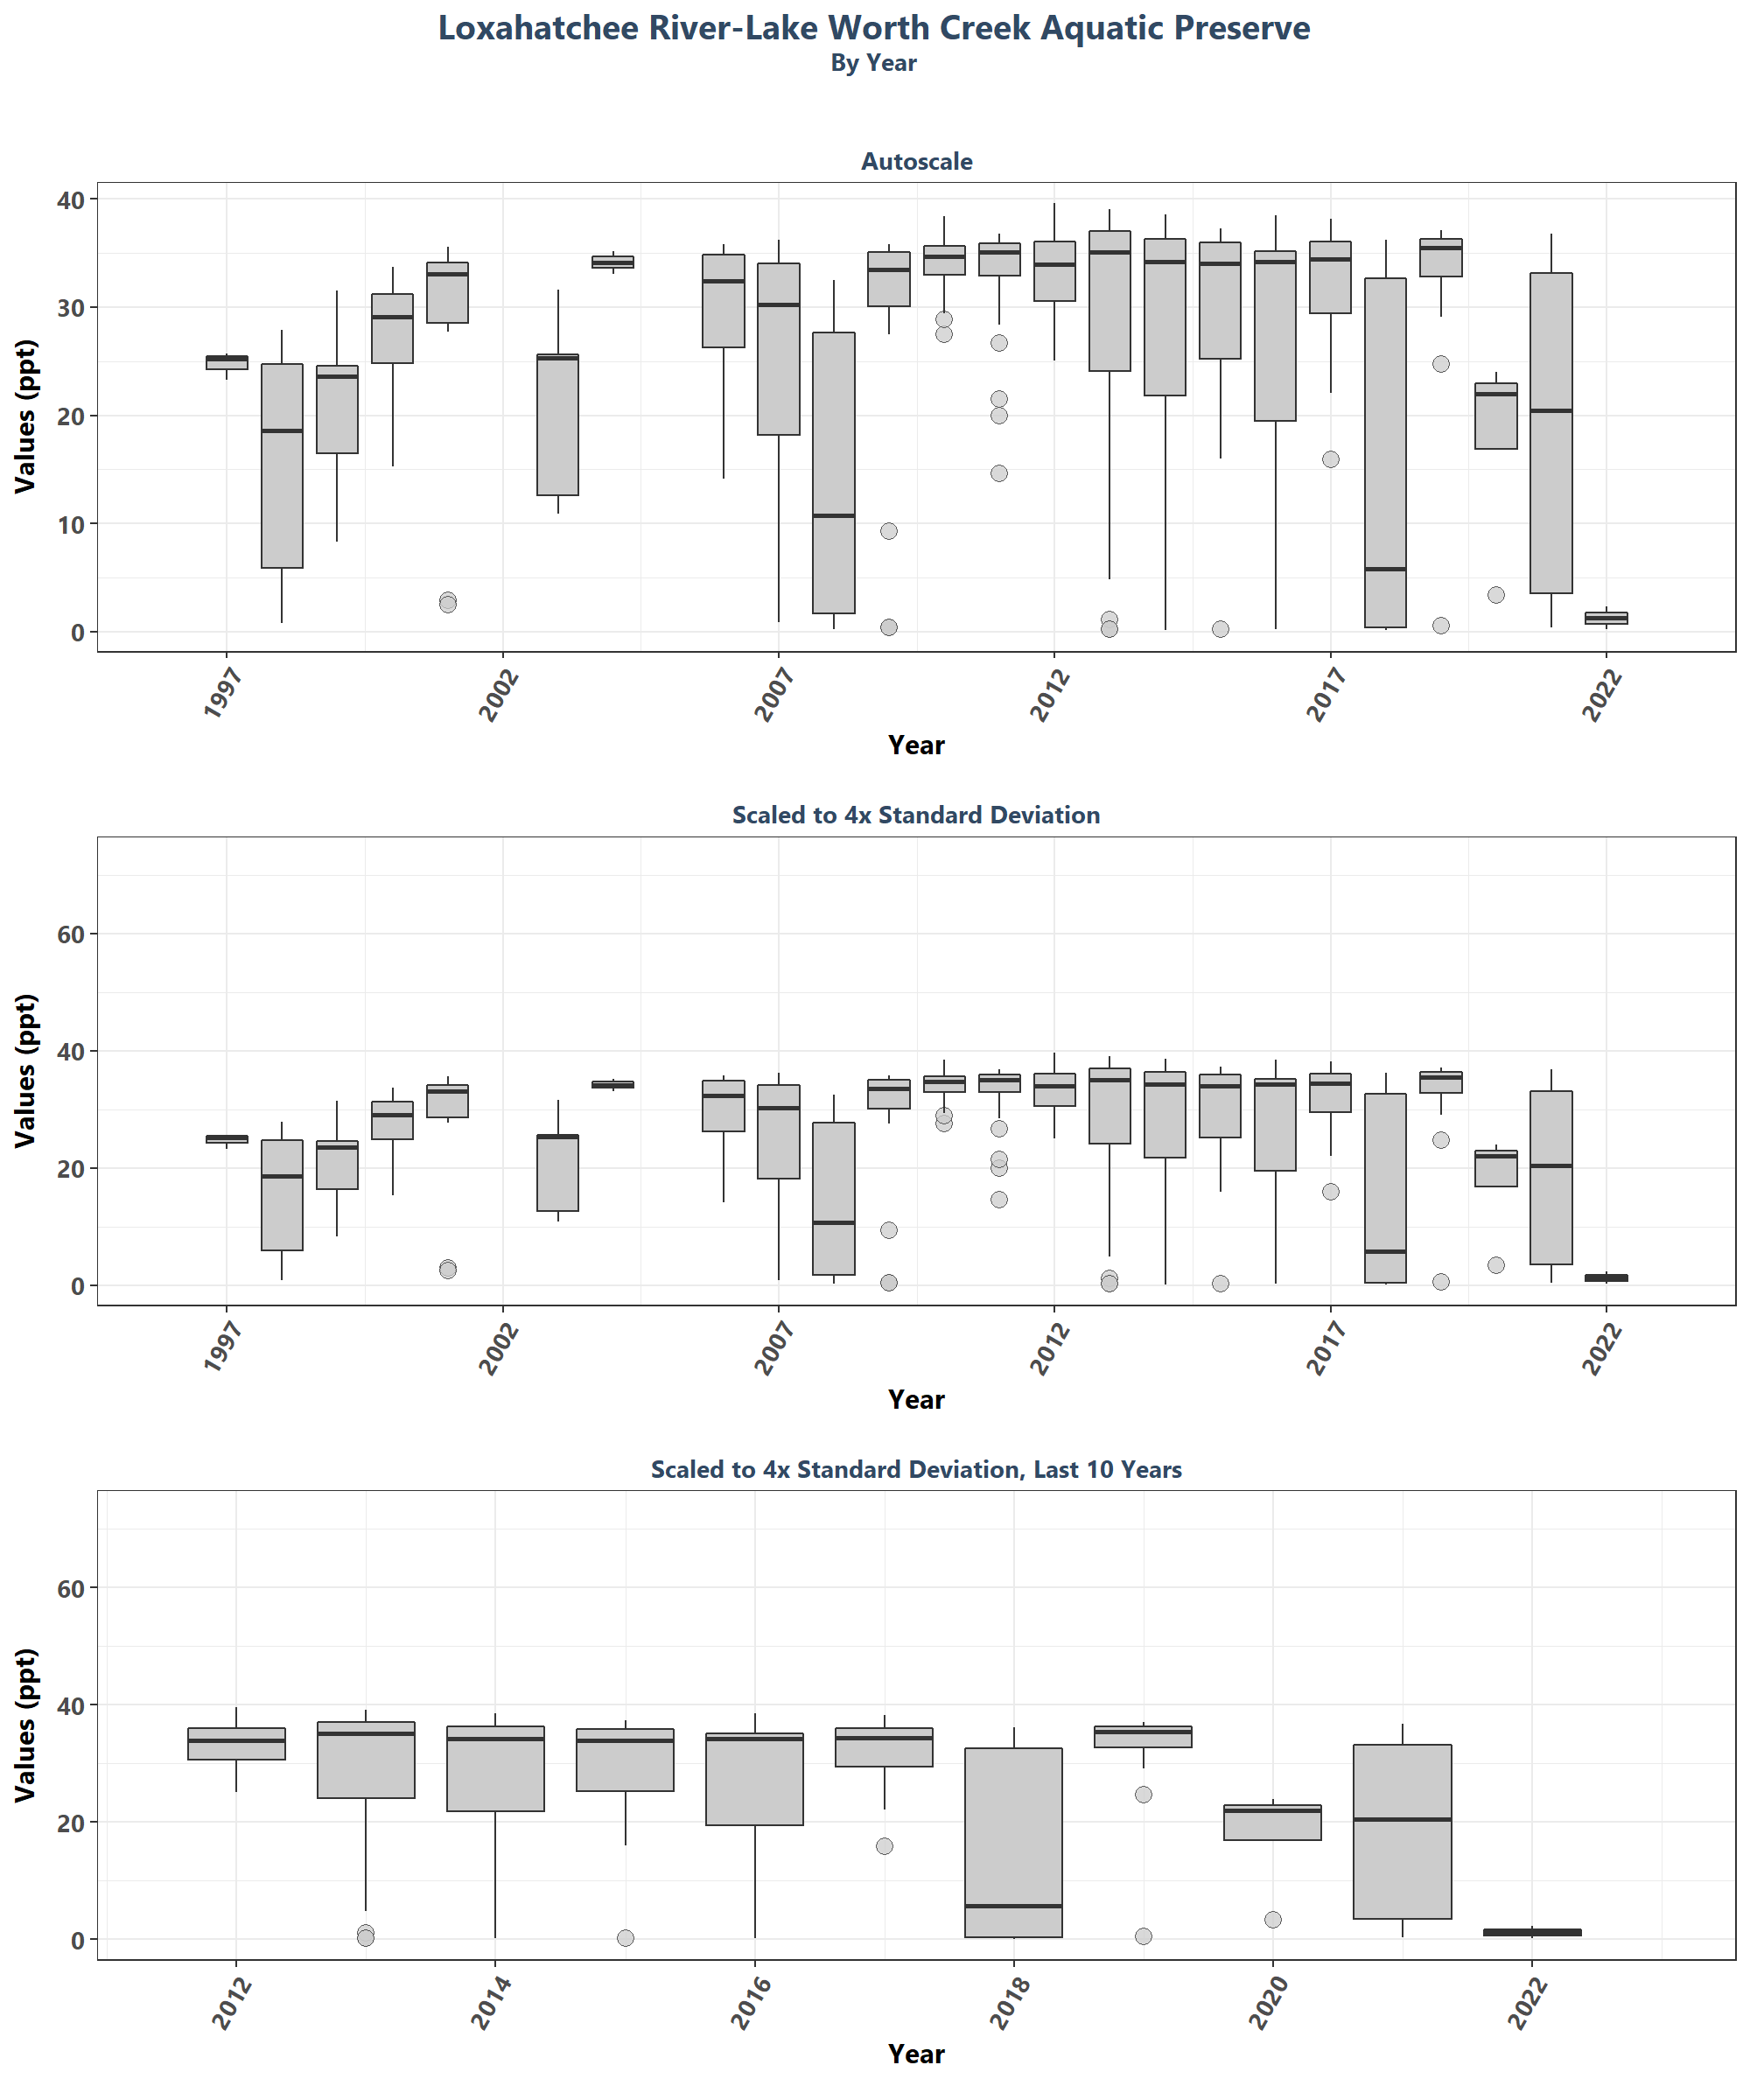 Loxahatchee River-Lake Worth Creek Aquatic Preserve
By Year
Autoscale
Values (ppt)
40
30
20
10
0
1997
2002
2007
2012
2017
2022
Year
Scaled to 4x Standard Deviation
Values (ppt)
60
40
20
0
1997
2002
2007
2012
2017
2022
Year
Scaled to 4x Standard Deviation, Last 10 Years
Values (ppt)
60
40
20
0
2012
2014
2016
2018
2020
2022
Year